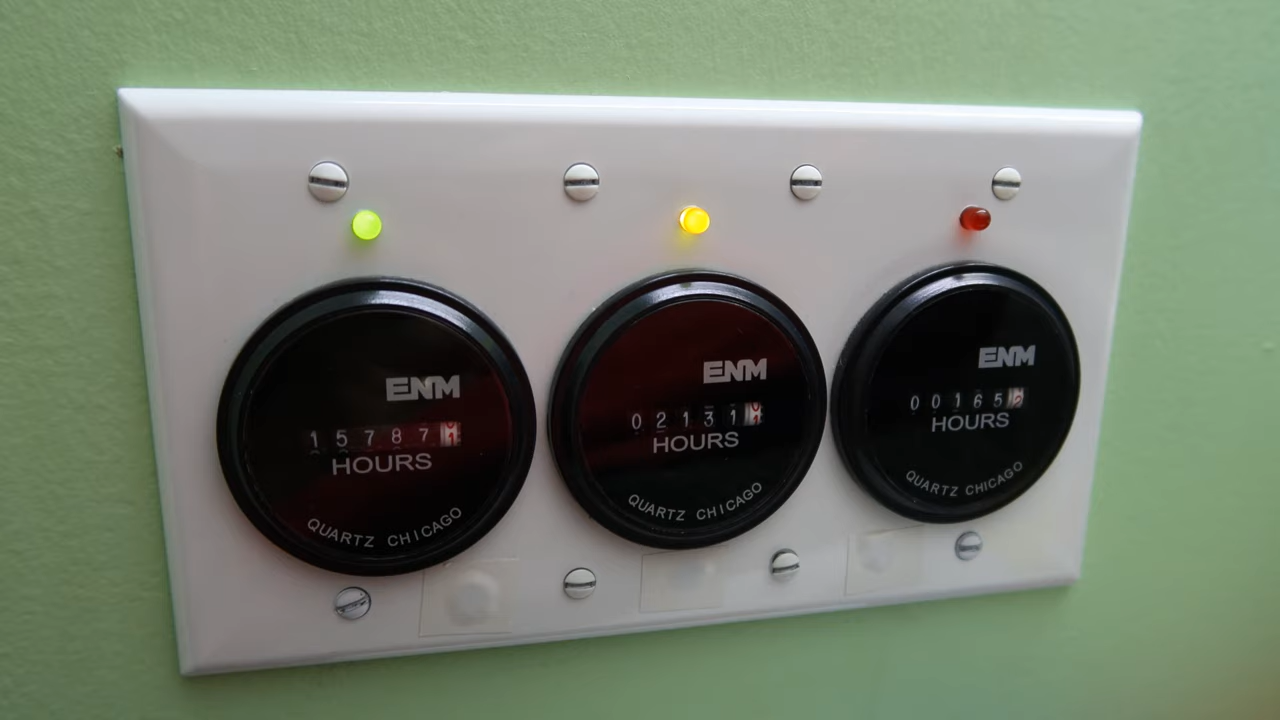 ENM
15787
HOURS
QUARTZ CHICAGO
ENM
02131
HOURS
QUARTZ CHICAGO
ENM
00165
HOURS
QUARTZ CHICAGO